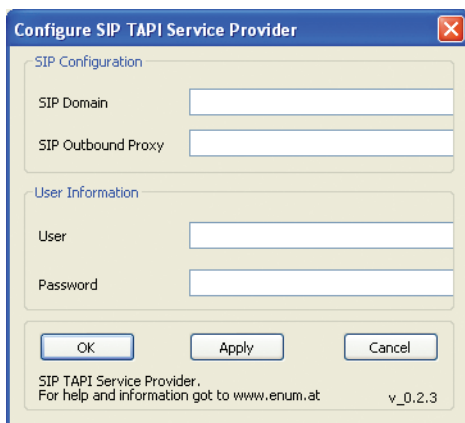 Configure SIP TAPI Service Provider
SIP Configuration
SIP Domain
SIP Outbound Proxy
User Information
User
Password
OK Apply Cancel
SIP TAPI Service Provider.
For help and information got to www.enum.at v_0.2.3